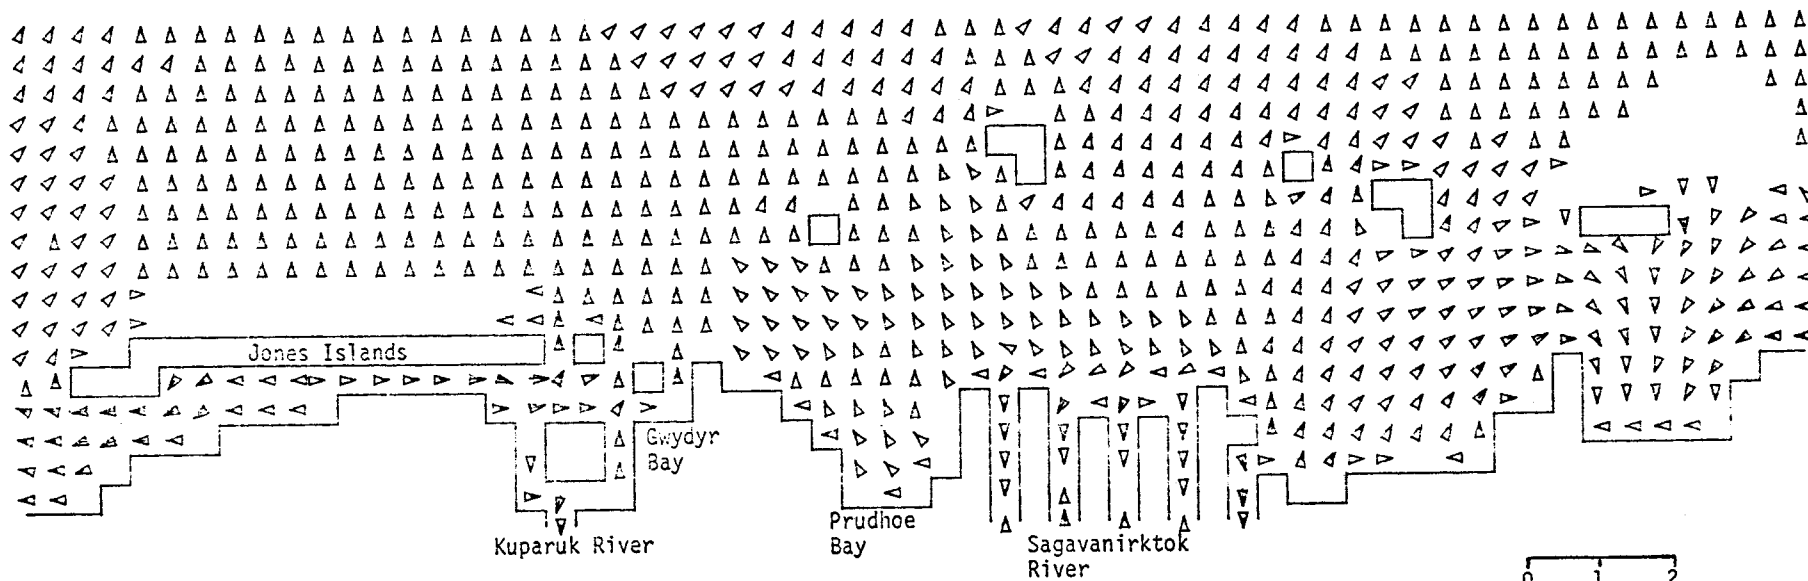 Jones Islands
Gwydyr
Bay
Kuparuk River
Prudhoe
Bay
Sagavanirktok
River
0 1 2